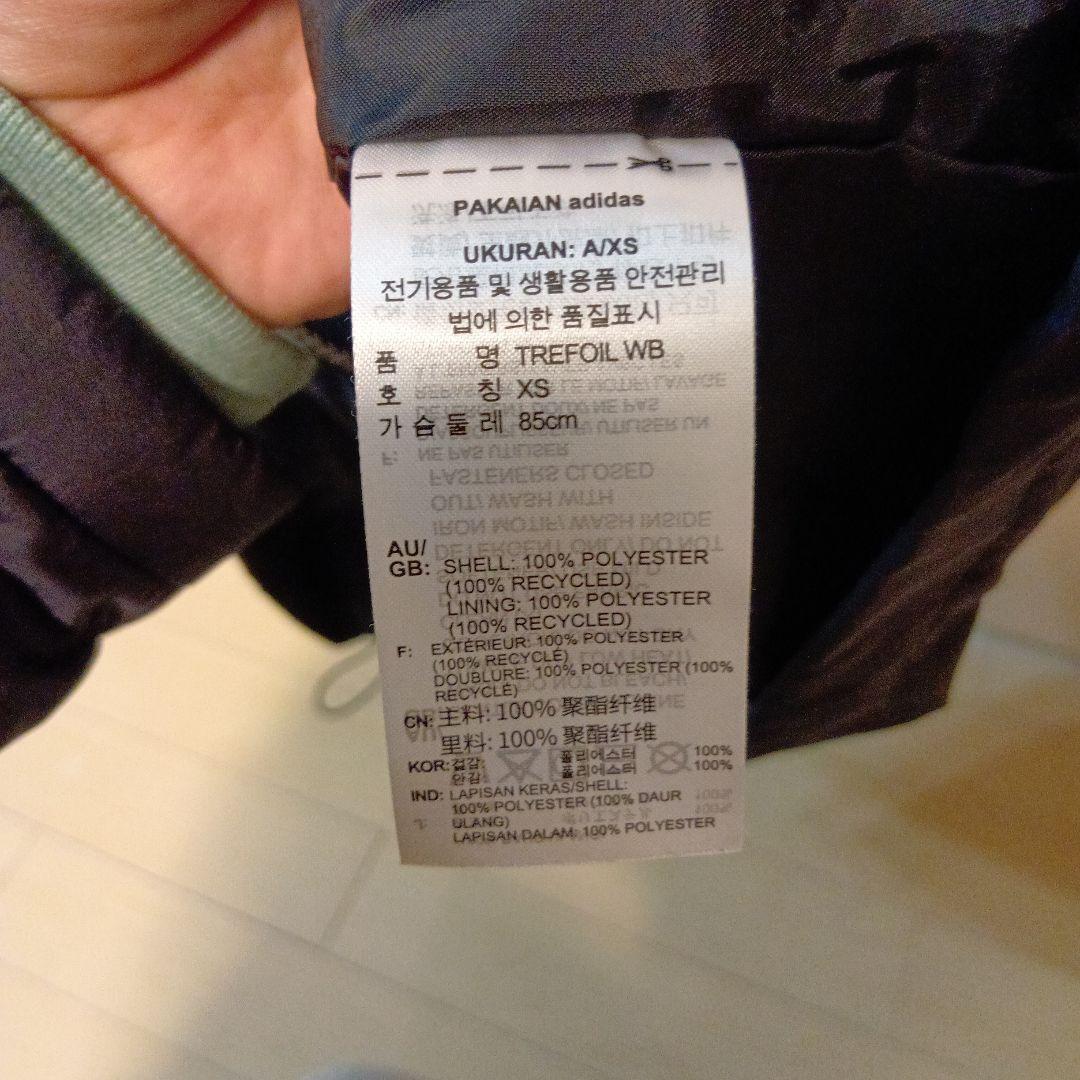 PAKAIAN adidas
UKURAN: A/XS
전기용품 및 생활용품 안전관리
법에 의한 품질표시
품 명 TREFOIL WB
호 칭 XS
가 슴 둘 레 85cm
AU/
GB: SHELL: 100% POLYESTER
(100% RECYCLED)
LINING: 100% POLYESTER
(100% RECYCLED)
F: EXTÉRIEUR: 100% POLYESTER
(100% RECYCLÉ)
DOUBLURE: 100% POLYESTER (100%
RECYCLÉ)
CN: 主料: 100% 聚酯纤维
里料: 100% 聚酯纤维
KOR: 겉감: 폴리에스터 100%
안감: 폴리에스터 100%
IND: LAPISAN KERAS/SHELL:
100% POLYESTER (100% DAUR
ULANG)
LAPISAN DALAM: 100% POLYESTER